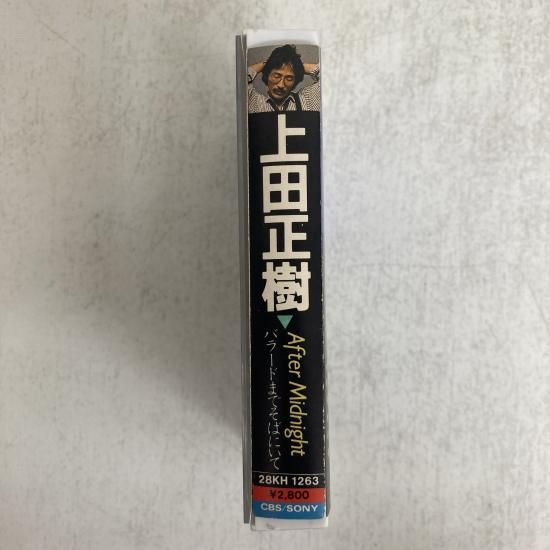 上田正樹
After Midnight
バラードまでそばにいて
28KH 1263
¥2,800
CBS/SONY